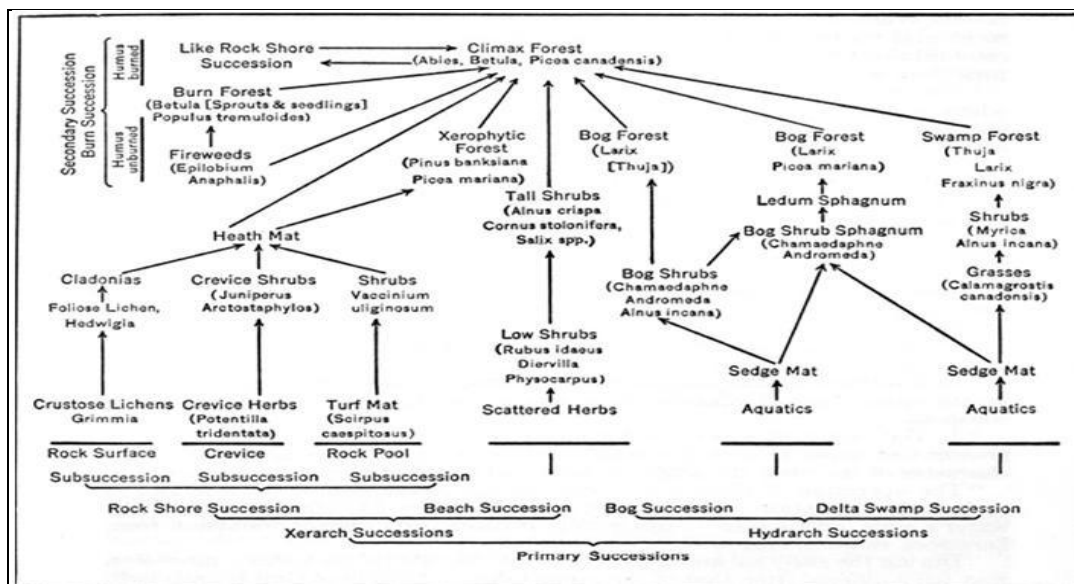 Like Rock Shore
Succession
Climax Forest
(Abies, Betula, Picea canadensis)
Secondary Succession
Burn Succession
Humus
burned
Humus
unburned
Burn Forest
(Betula [Sprouts & seedlings]
Populus tremuloides)
Fireweeds
(Epilobium
Anaphalis)
Xerophytic
Forest
(Pinus banksiana
Picea mariana)
Bog Forest
(Larix
[Thuja])
Bog Forest
(Larix
Picea mariana)
Swamp Forest
(Thuja
Larix
Fraxinus nigra)
Tall Shrubs
(Alnus crispa
Cornus stolonifera,
Salix spp.)
Ledum Sphagnum
Bog Shrub Sphagnum
(Chamaedaphne
Andromeda)
Shrubs
(Myrica
Alnus incana)
Heath Mat
Cladonias
Foliose Lichen,
Hedwigia
Crevice Shrubs
(Juniperus
Arctostaphylos)
Shrubs
Vaccinium
uliginosum
Bog Shrubs
(Chamaedaphne
Andromeda
Alnus incana)
Grasses
(Calamagrostis
canadensis)
Low Shrubs
(Rubus idaeus
Diervilla
Physocarpus)
Sedge Mat
Sedge Mat
Crustose Lichens
Grimmia
Crevice Herbs
(Potentilla
tridentata)
Turf Mat
(Scirpus
caespitosus)
Scattered Herbs
Aquatics
Aquatics
Rock Surface
Crevice
Rock Pool
Subsuccession
Subsuccession
Subsuccession
Rock Shore Succession
Beach Succession
Bog Succession
Delta Swamp Succession
Xerarch Successions
Hydrarch Successions
Primary Successions